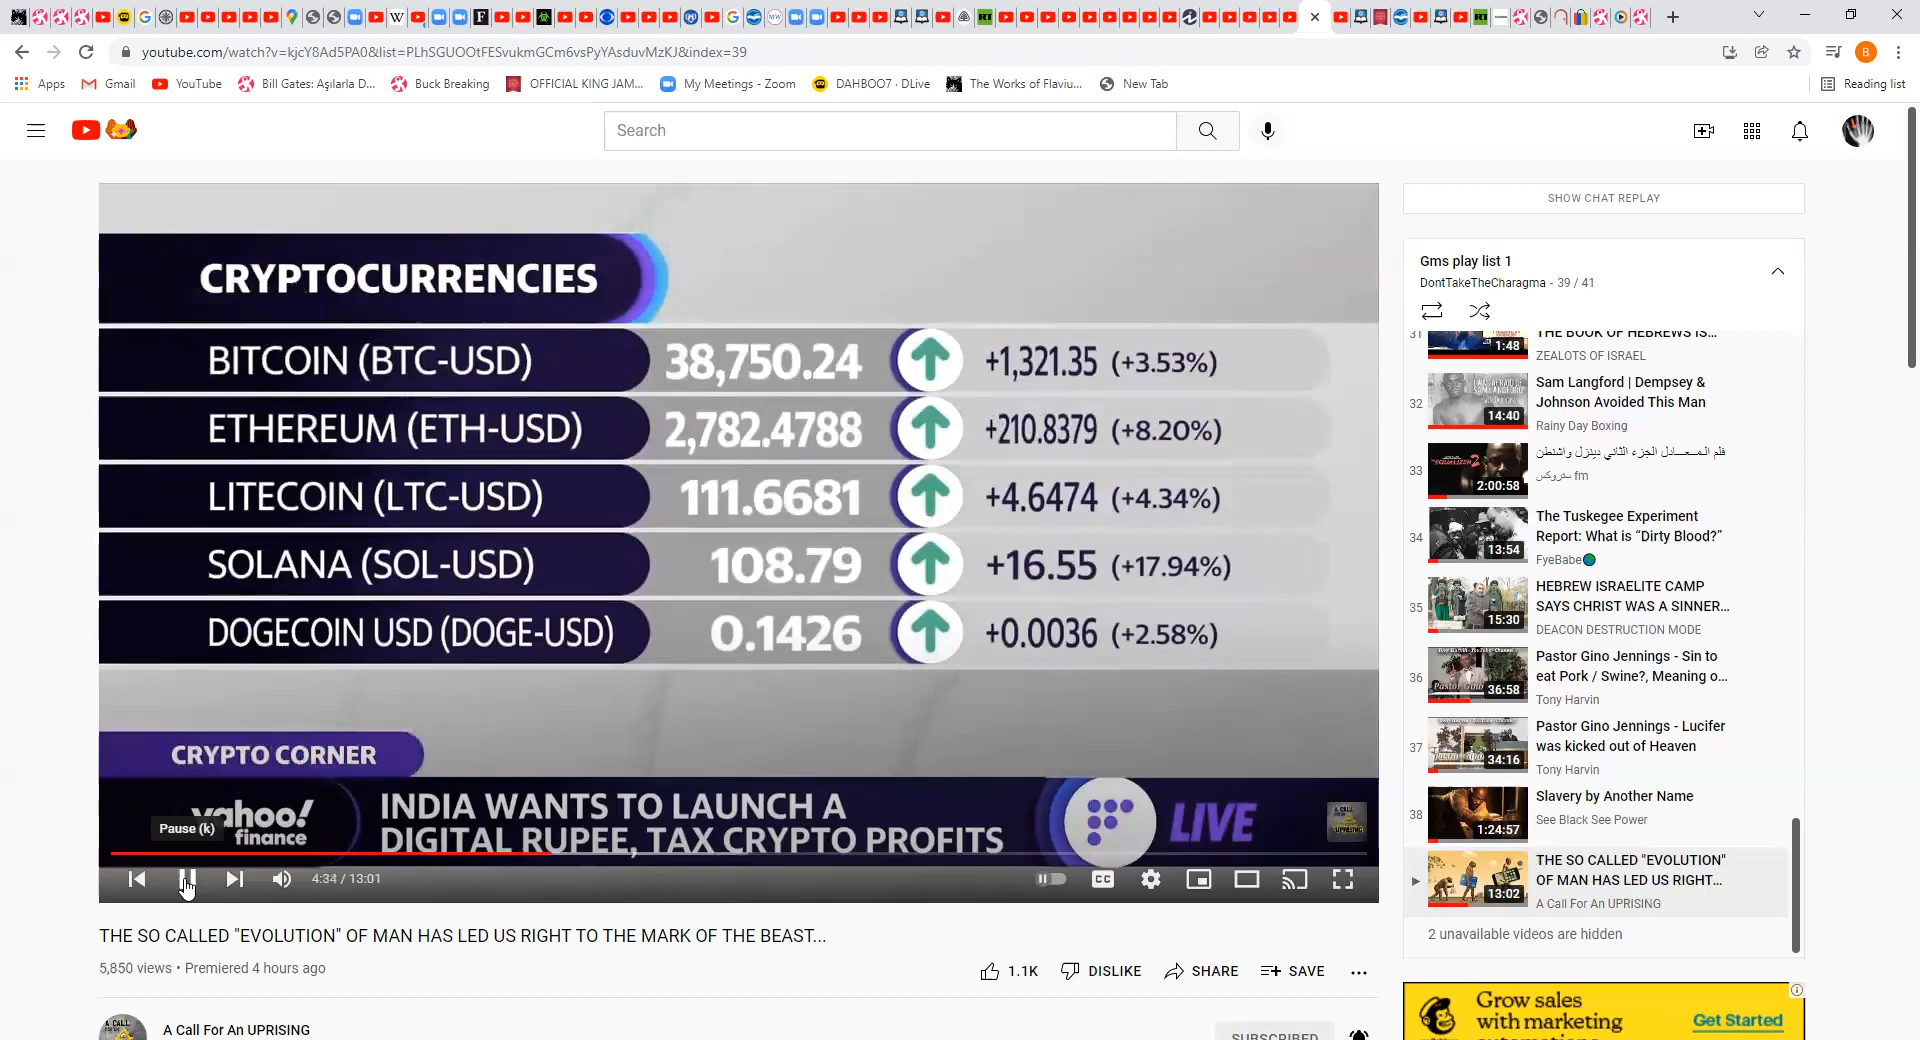 youtube.com/watch?v=kjcY8Ad5PA0&list=PLhSGUOOtFESvukmGCm6vsPyYAsduvMzKJ&index=39
B
Apps
Gmail
YouTube
Bill Gates: Aşılarla D...
Buck Breaking
OFFICIAL KING JAM...
My Meetings - Zoom
DAHBOO7 · DLive
The Works of Flaviu...
New Tab
Reading list
Search
SHOW CHAT REPLAY
CRYPTOCURRENCIES
BITCOIN (BTC-USD) 38,750.24 +1,321.35 (+3.53%)
ETHEREUM (ETH-USD) 2,782.4788 +210.8379 (+8.20%)
LITECOIN (LTC-USD) 111.6681 +4.6474 (+4.34%)
SOLANA (SOL-USD) 108.79 +16.55 (+17.94%)
DOGECOIN USD (DOGE-USD) 0.1426 +0.0036 (+2.58%)
CRYPTO CORNER
yahoo!
finance
INDIA WANTS TO LAUNCH A
DIGITAL RUPEE, TAX CRYPTO PROFITS
LIVE
Pause (k)
4:34 / 13:01
CC
THE SO CALLED "EVOLUTION" OF MAN HAS LED US RIGHT TO THE MARK OF THE BEAST...
5,850 views • Premiered 4 hours ago
1.1K
DISLIKE
SHARE
SAVE
A Call For An UPRISING
SUBSCRIBED
Gms play list 1
DontTakeTheCharagma - 39 / 41
31
1:48
THE BOOK OF HEBREWS IS...
ZEALOTS OF ISRAEL
32
14:40
Sam Langford | Dempsey &
Johnson Avoided This Man
Rainy Day Boxing
33
2:00:58
فلم المـــعـــــادل الجزء الثاني دينزل واشنطن
ستروكس fm
34
13:54
The Tuskegee Experiment
Report: What is “Dirty Blood?”
FyeBabe
35
15:30
HEBREW ISRAELITE CAMP
SAYS CHRIST WAS A SINNER...
DEACON DESTRUCTION MODE
36
36:58
Pastor Gino Jennings - Sin to
eat Pork / Swine?, Meaning o...
Tony Harvin
37
34:16
Pastor Gino Jennings - Lucifer
was kicked out of Heaven
Tony Harvin
38
1:24:57
Slavery by Another Name
See Black See Power
13:02
THE SO CALLED "EVOLUTION"
OF MAN HAS LED US RIGHT...
A Call For An UPRISING
2 unavailable videos are hidden
Grow sales
with marketing
Get Started